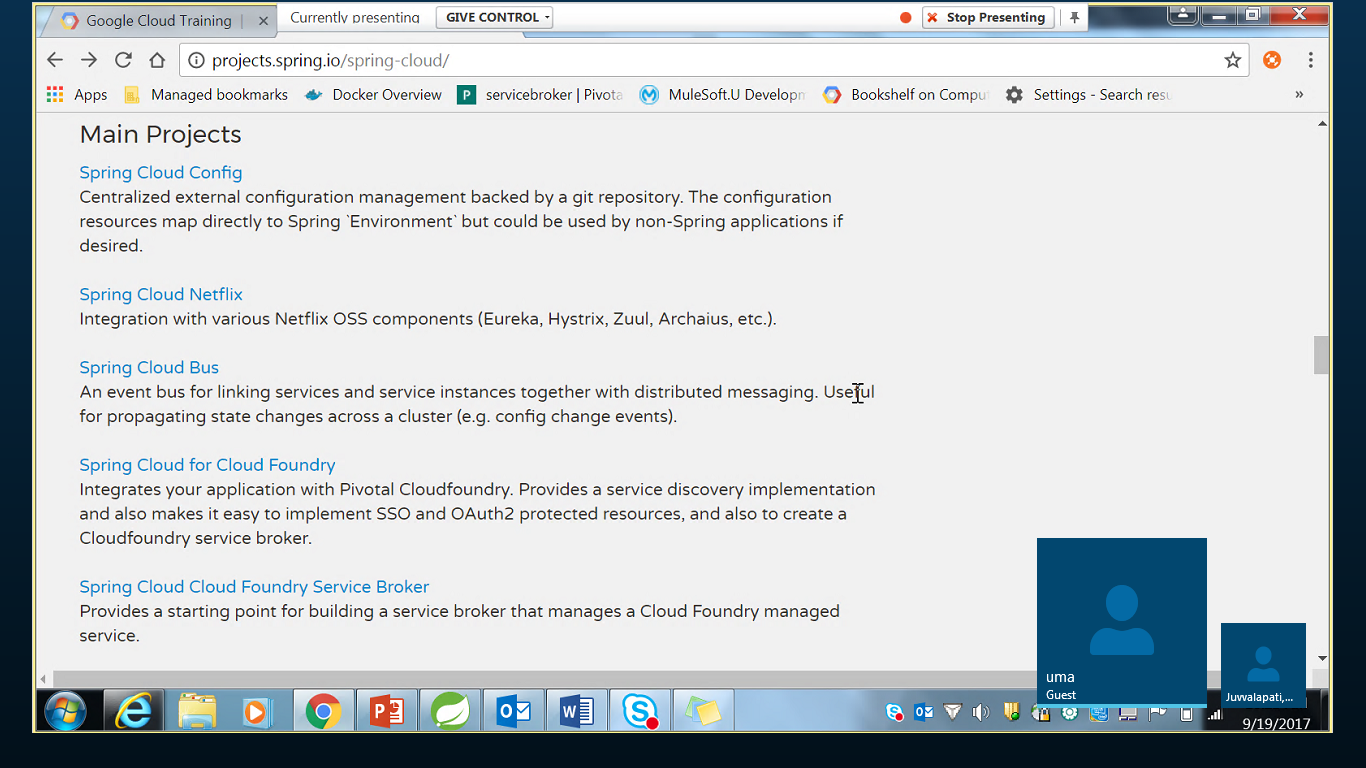 Google Cloud Training
Currently presenting
GIVE CONTROL
Stop Presenting
projects.spring.io/spring-cloud/
Apps
Managed bookmarks
Docker Overview
servicebroker | Pivota
MuleSoft.U Developm
Bookshelf on Compu
Settings - Search resu
»
Main Projects
Spring Cloud Config
Centralized external configuration management backed by a git repository. The configuration
resources map directly to Spring `Environment` but could be used by non-Spring applications if
desired.
Spring Cloud Netflix
Integration with various Netflix OSS components (Eureka, Hystrix, Zuul, Archaius, etc.).
Spring Cloud Bus
An event bus for linking services and service instances together with distributed messaging. Useful
for propagating state changes across a cluster (e.g. config change events).
Spring Cloud for Cloud Foundry
Integrates your application with Pivotal Cloudfoundry. Provides a service discovery implementation
and also makes it easy to implement SSO and OAuth2 protected resources, and also to create a
Cloudfoundry service broker.
Spring Cloud Cloud Foundry Service Broker
Provides a starting point for building a service broker that manages a Cloud Foundry managed
service.
uma
Guest
Juvvalapati,...
9/19/2017